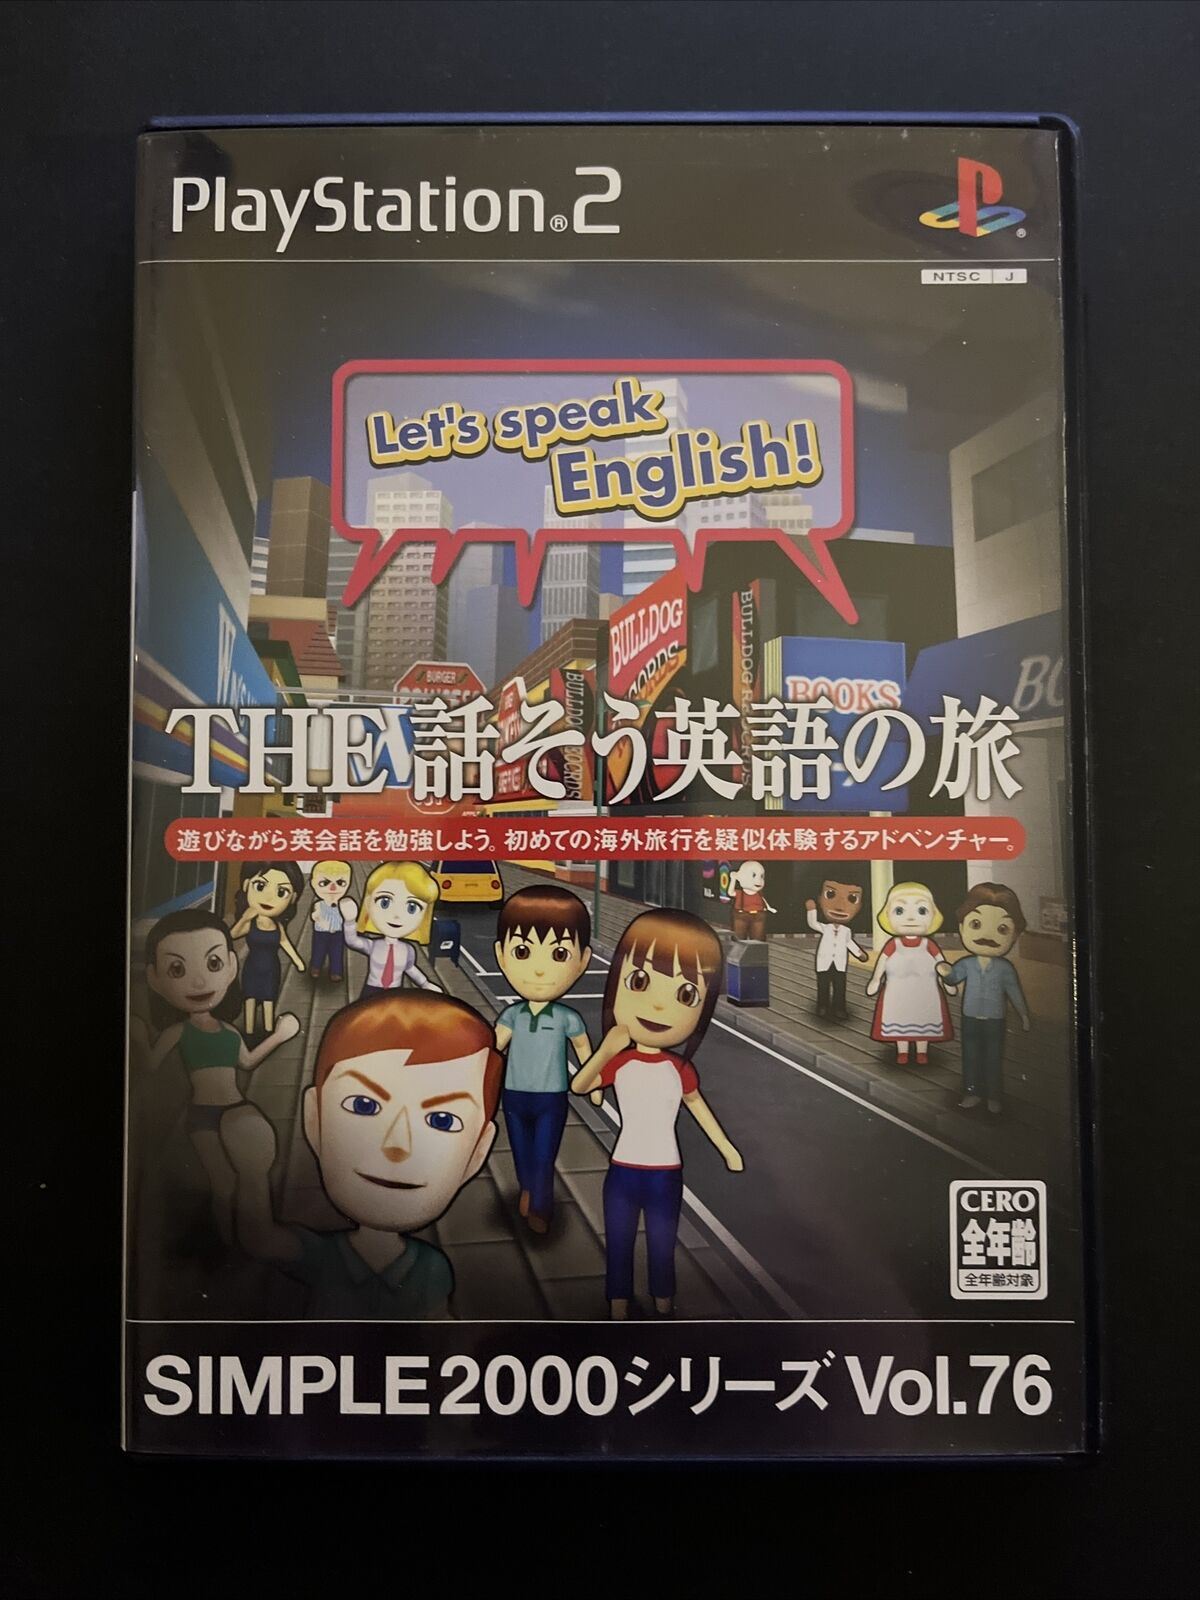 PlayStation®2
NTSC J
Let's speak
English!
BULLDOG
BULLDOG RECORDS
BURGER
BOOKS
THE 話そう英語の旅
遊びながら英会話を勉強しよう。初めての海外旅行を疑似体験するアドベンチャー。
CERO
全年齢
全年齢対象
SIMPLE2000シリーズ Vol.76